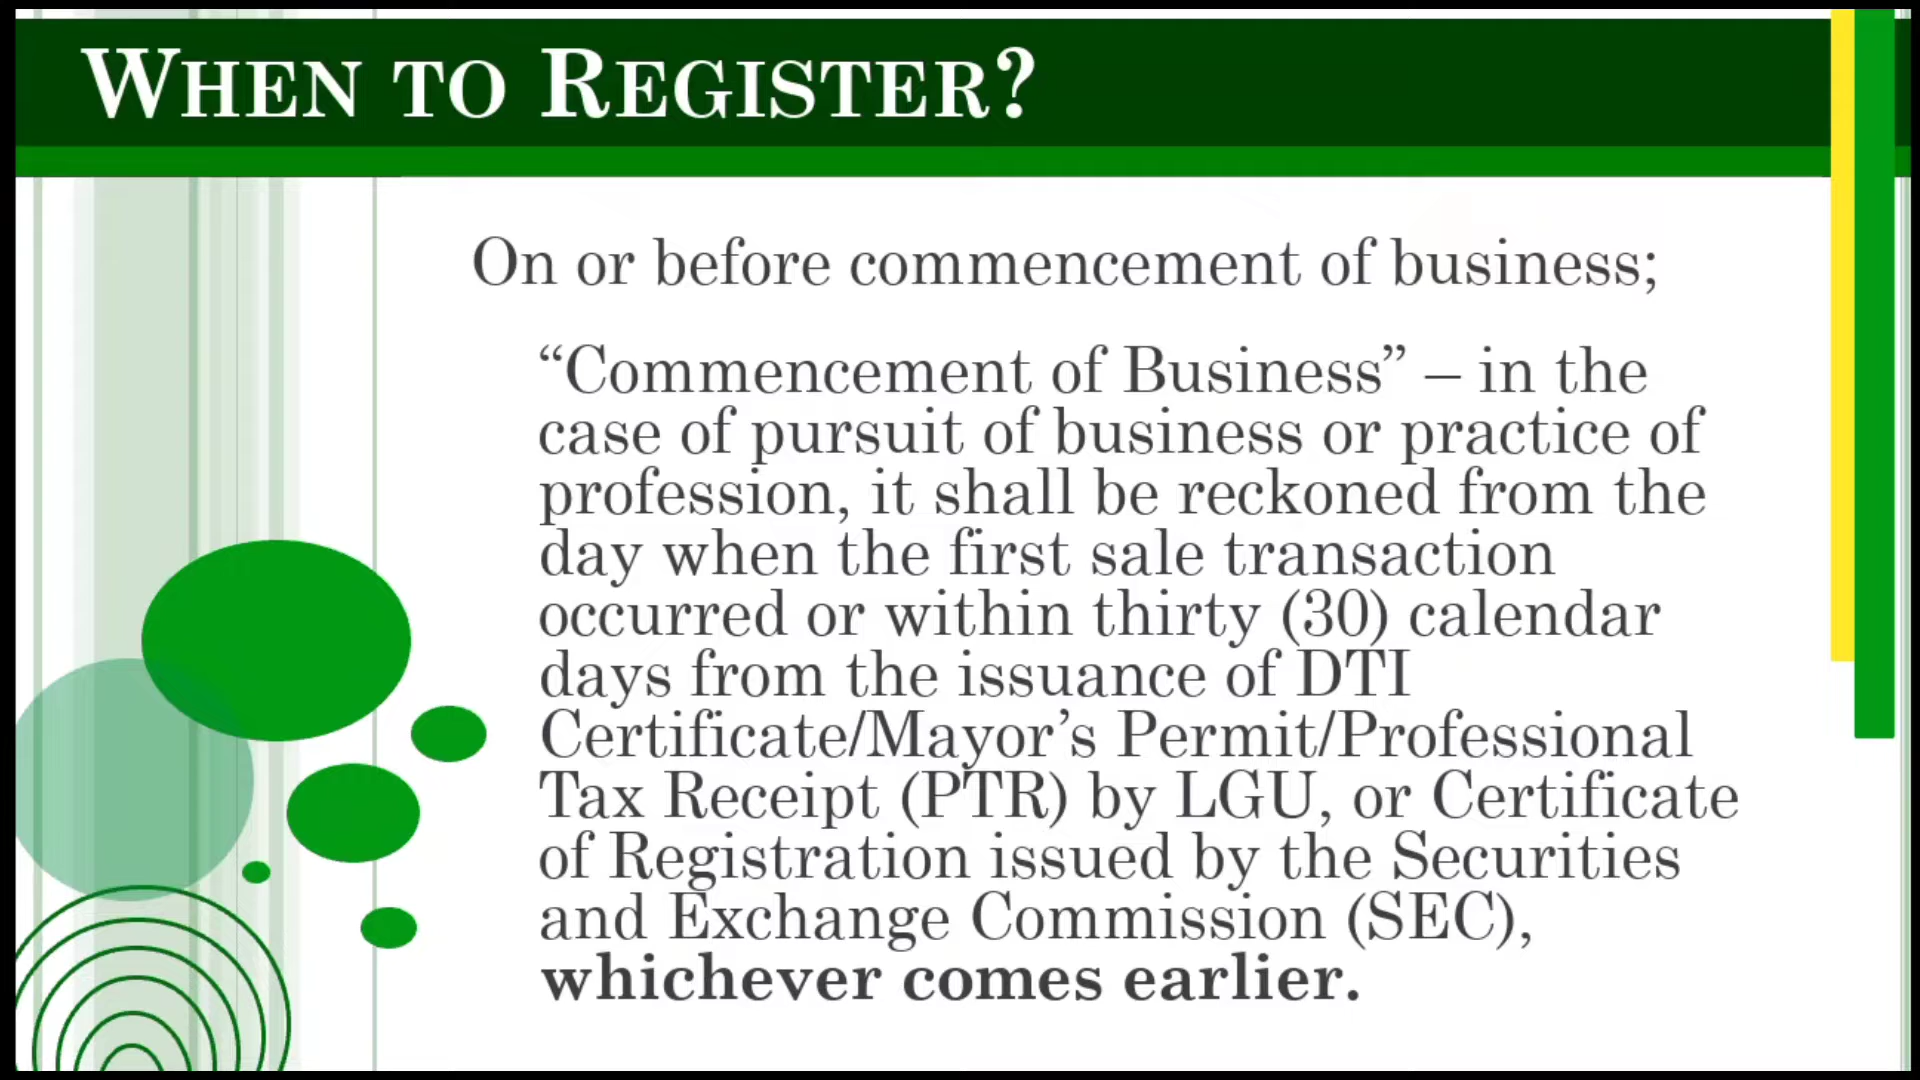 WHEN TO REGISTER?
On or before commencement of business;
“Commencement of Business” – in the
case of pursuit of business or practice of
profession, it shall be reckoned from the
day when the first sale transaction
occurred or within thirty (30) calendar
days from the issuance of DTI
Certificate/Mayor’s Permit/Professional
Tax Receipt (PTR) by LGU, or Certificate
of Registration issued by the Securities
and Exchange Commission (SEC),
whichever comes earlier.